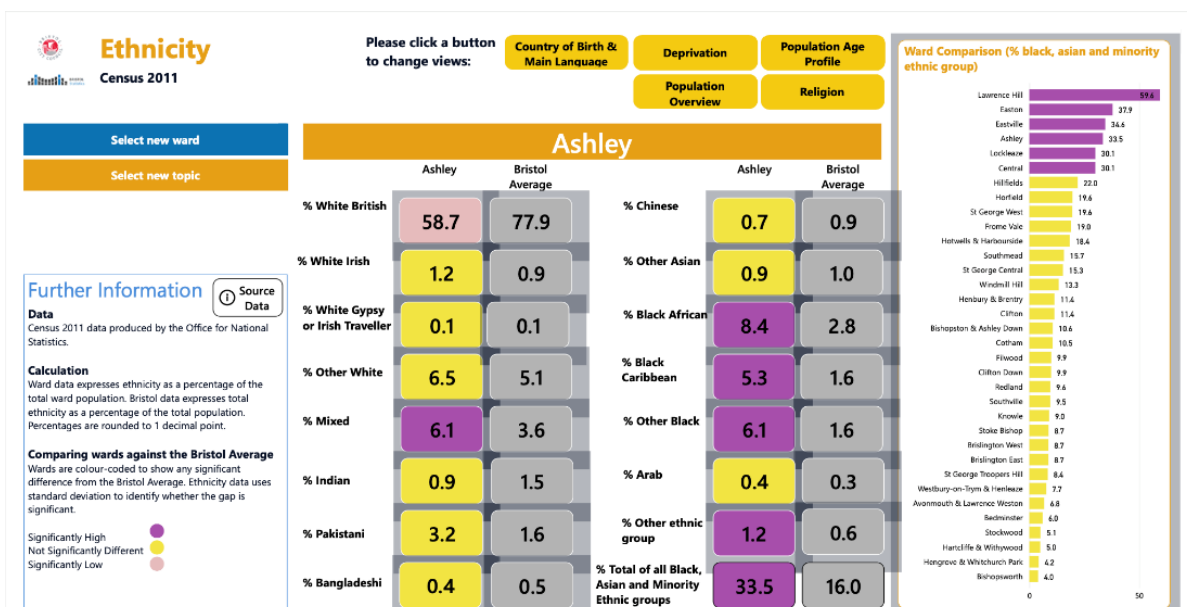 Ethnicity
Census 2011
Please click a button
to change views:
Country of Birth &
Main Language
Deprivation
Population Age
Profile
Population
Overview
Religion
Select new ward
Select new topic
Further Information
Source
Data
Data
Census 2011 data produced by the Office for National
Statistics.
Calculation
Ward data expresses ethnicity as a percentage of the
total ward population. Bristol data expresses total
ethnicity as a percentage of the total population.
Percentages are rounded to 1 decimal point.
Comparing wards against the Bristol Average
Wards are colour-coded to show any significant
difference from the Bristol Average. Ethnicity data uses
standard deviation to identify whether the gap is
significant.
Significantly High
Not Significantly Different
Significantly Low
Ashley
Ashley Bristol
Average
% White British 58.7 77.9
% White Irish 1.2 0.9
% White Gypsy
or Irish Traveller 0.1 0.1
% Other White 6.5 5.1
% Mixed 6.1 3.6
% Indian 0.9 1.5
% Pakistani 3.2 1.6
% Bangladeshi 0.4 0.5
Ashley Bristol
Average
% Chinese 0.7 0.9
% Other Asian 0.9 1.0
% Black African 8.4 2.8
% Black
Caribbean 5.3 1.6
% Other Black 6.1 1.6
% Arab 0.4 0.3
% Other ethnic
group 1.2 0.6
% Total of all Black,
Asian and Minority
Ethnic groups 33.5 16.0
Ward Comparison (% black, asian and minority
ethnic group)
Lawrence Hill 59.6
Easton 37.9
Eastville 34.6
Ashley 33.5
Lockleaze 30.1
Central 30.1
Hillfields 22.0
Horfield 19.6
St George West 19.6
Frome Vale 19.0
Hotwells & Harbourside 18.4
Southmead 15.7
St George Central 15.3
Windmill Hill 13.3
Henbury & Brentry 11.4
Clifton 11.4
Bishopston & Ashley Down 10.6
Cotham 10.5
Filwood 9.9
Clifton Down 9.9
Redland 9.6
Southville 9.5
Knowle 9.0
Stoke Bishop 8.7
Brislington West 8.7
Brislington East 8.7
St George Troopers Hill 8.4
Westbury-on-Trym & Henleaze 7.7
Avonmouth & Lawrence Weston 6.8
Bedminster 6.0
Stockwood 5.1
Hartcliffe & Withywood 5.0
Hengrove & Whitchurch Park 4.2
Bishopsworth 4.0
0 50